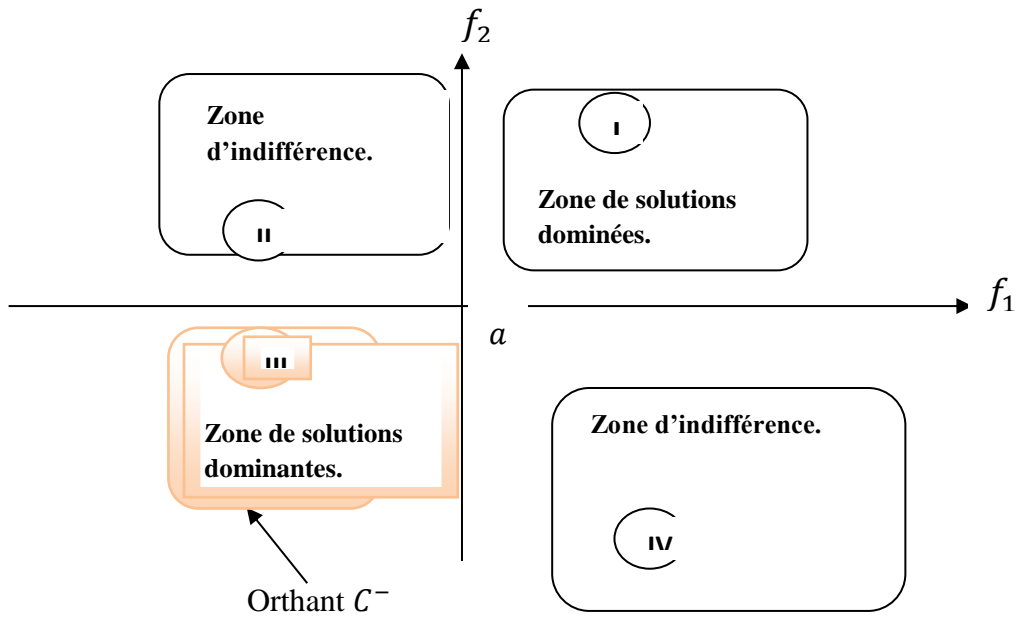 f₂
Zone
d’indifférence.
I
Zone de solutions
dominées.
II
f₁
a
III
Zone de solutions
dominantes.
Zone d’indifférence.
IV
Orthant C⁻